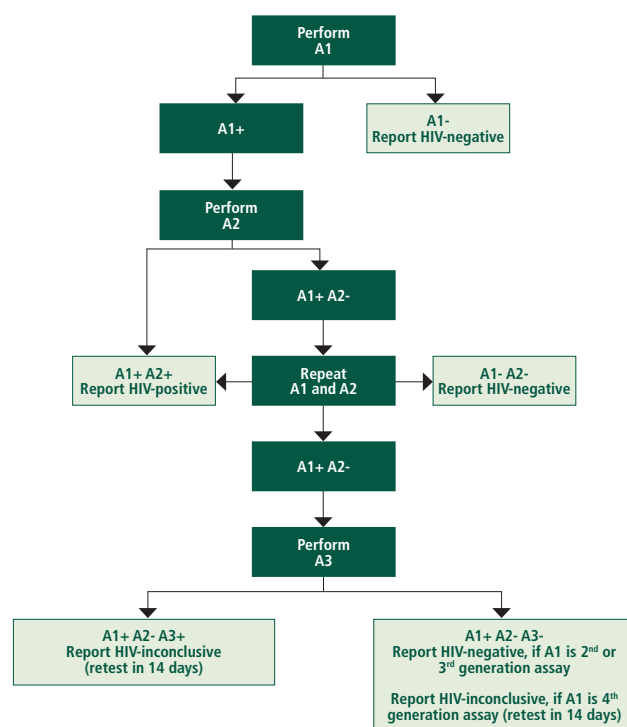 Perform
A1
A1+
A1-
Report HIV-negative
Perform
A2
A1+ A2-
A1+ A2+
Report HIV-positive
Repeat
A1 and A2
A1- A2-
Report HIV-negative
A1+ A2-
Perform
A3
A1+ A2- A3+
Report HIV-inconclusive
(retest in 14 days)
A1+ A2- A3-
Report HIV-negative, if A1 is 2nd or
3rd generation assay
Report HIV-inconclusive, if A1 is 4th
generation assay (retest in 14 days)